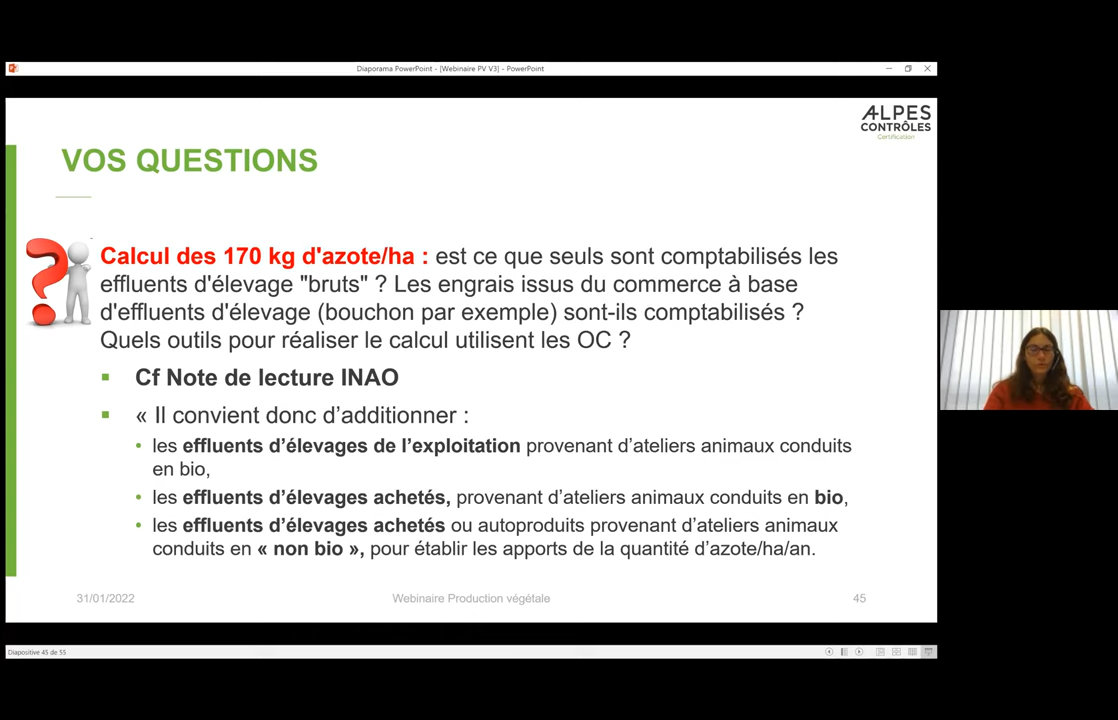 Diaporama PowerPoint - [Webinaire PV V3] - PowerPoint
ALPES
CONTRÔLES
Certification
VOS QUESTIONS
Calcul des 170 kg d'azote/ha : est ce que seuls sont comptabilisés les
effluents d'élevage "bruts" ? Les engrais issus du commerce à base
d'effluents d'élevage (bouchon par exemple) sont-ils comptabilisés ?
Quels outils pour réaliser le calcul utilisent les OC ?
Cf Note de lecture INAO
« Il convient donc d’additionner :
les effluents d’élevages de l’exploitation provenant d’ateliers animaux conduits
en bio,
les effluents d’élevages achetés, provenant d’ateliers animaux conduits en bio,
les effluents d’élevages achetés ou autoproduits provenant d’ateliers animaux
conduits en « non bio », pour établir les apports de la quantité d’azote/ha/an.
31/01/2022 Webinaire Production végétale 45
Diapositive 45 de 55